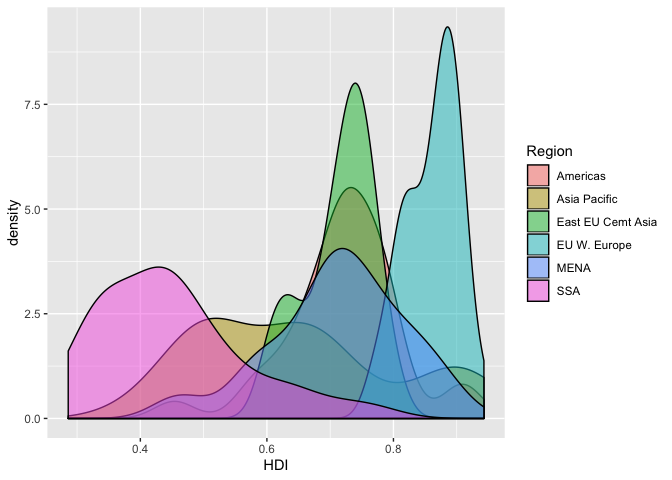 7.5
5.0
2.5
0.0
density
0.4
0.6
0.8
HDI
Region
Americas
Asia Pacific
East EU Cemt Asia
EU W. Europe
MENA
SSA